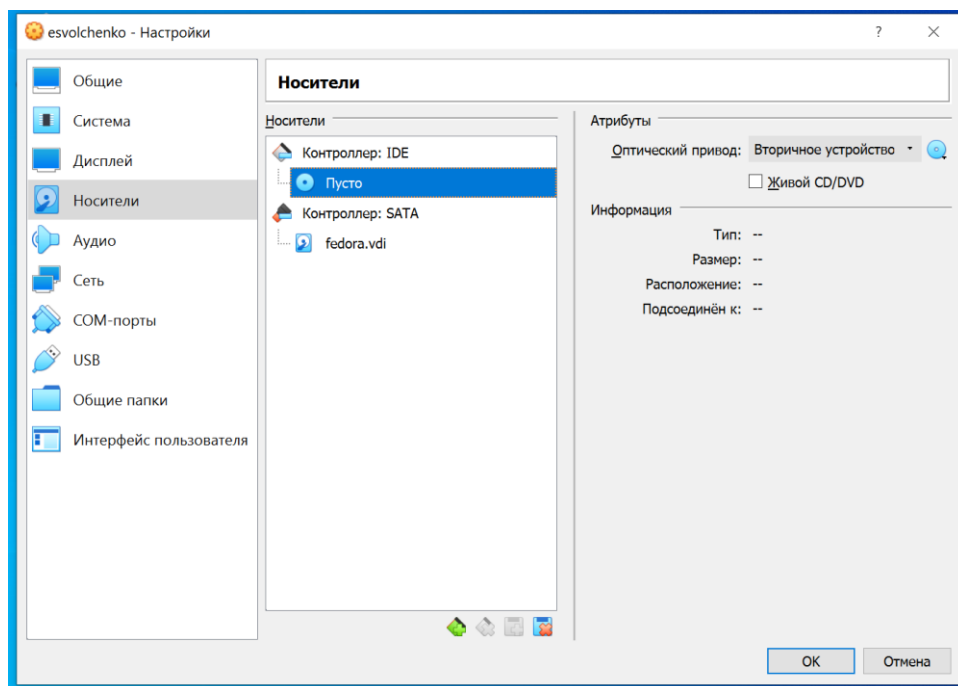 esvolchenko - Настройки
?
Общие
Система
Дисплей
Носители
Аудио
Сеть
COM-порты
USB
Общие папки
Интерфейс пользователя
Носители
Носители
Контроллер: IDE
Пусто
Контроллер: SATA
fedora.vdi
Атрибуты
Оптический привод: Вторичное устройство
Живой CD/DVD
Информация
Тип: --
Размер: --
Расположение: --
Подсоединён к: --
OK Отмена